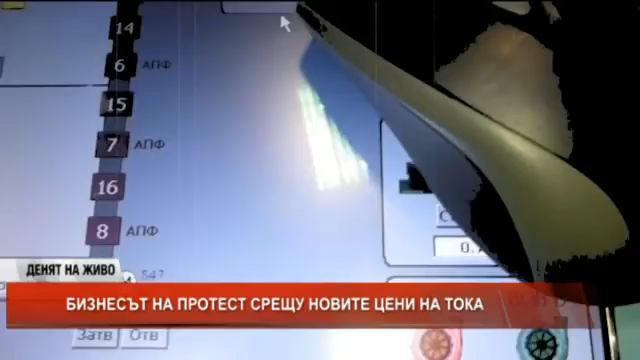 14
6 АПФ
15
7 АПФ
16
8 АПФ
ДЕНЯТ НА ЖИВО
547
БИЗНЕСЪТ НА ПРОТЕСТ СРЕЩУ НОВИТЕ ЦЕНИ НА ТОКА
Затв Отв